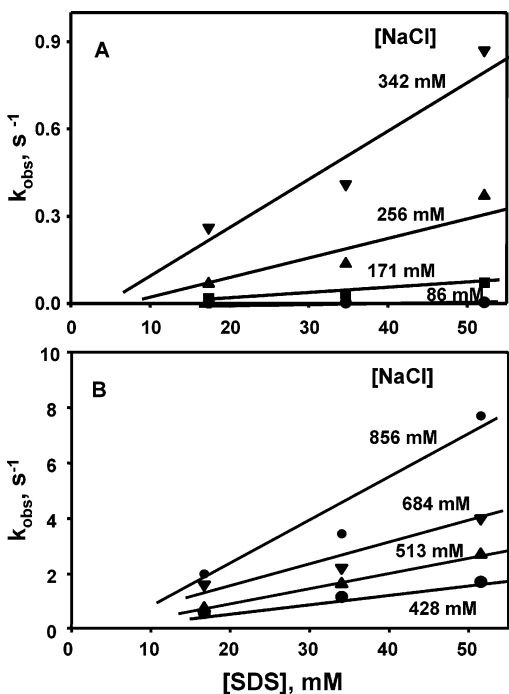 A
[NaCl]
0.9
342 mM
0.6
kobs, s -1
0.3
256 mM
171 mM
86 mM
0.0
0 10 20 30 40 50
10
B
[NaCl]
8
856 mM
6
kobs, s-1
684 mM
4
513 mM
2
428 mM
0
0 10 20 30 40 50
[SDS], mM